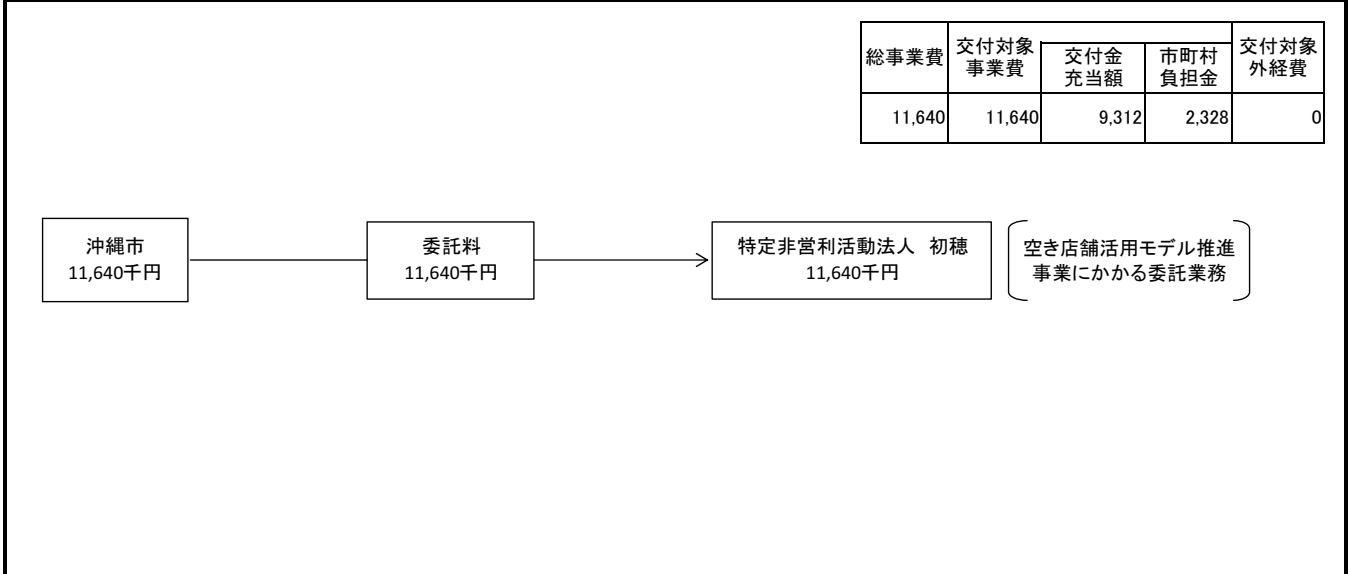 総事業費
交付対象
事業費
交付金
充当額
市町村
負担金
交付対象
外経費
11,640
11,640
9,312
2,328
0
沖縄市
11,640千円
委託料
11,640千円
特定非営利活動法人 初穂
11,640千円
空き店舗活用モデル推進
事業にかかる委託業務